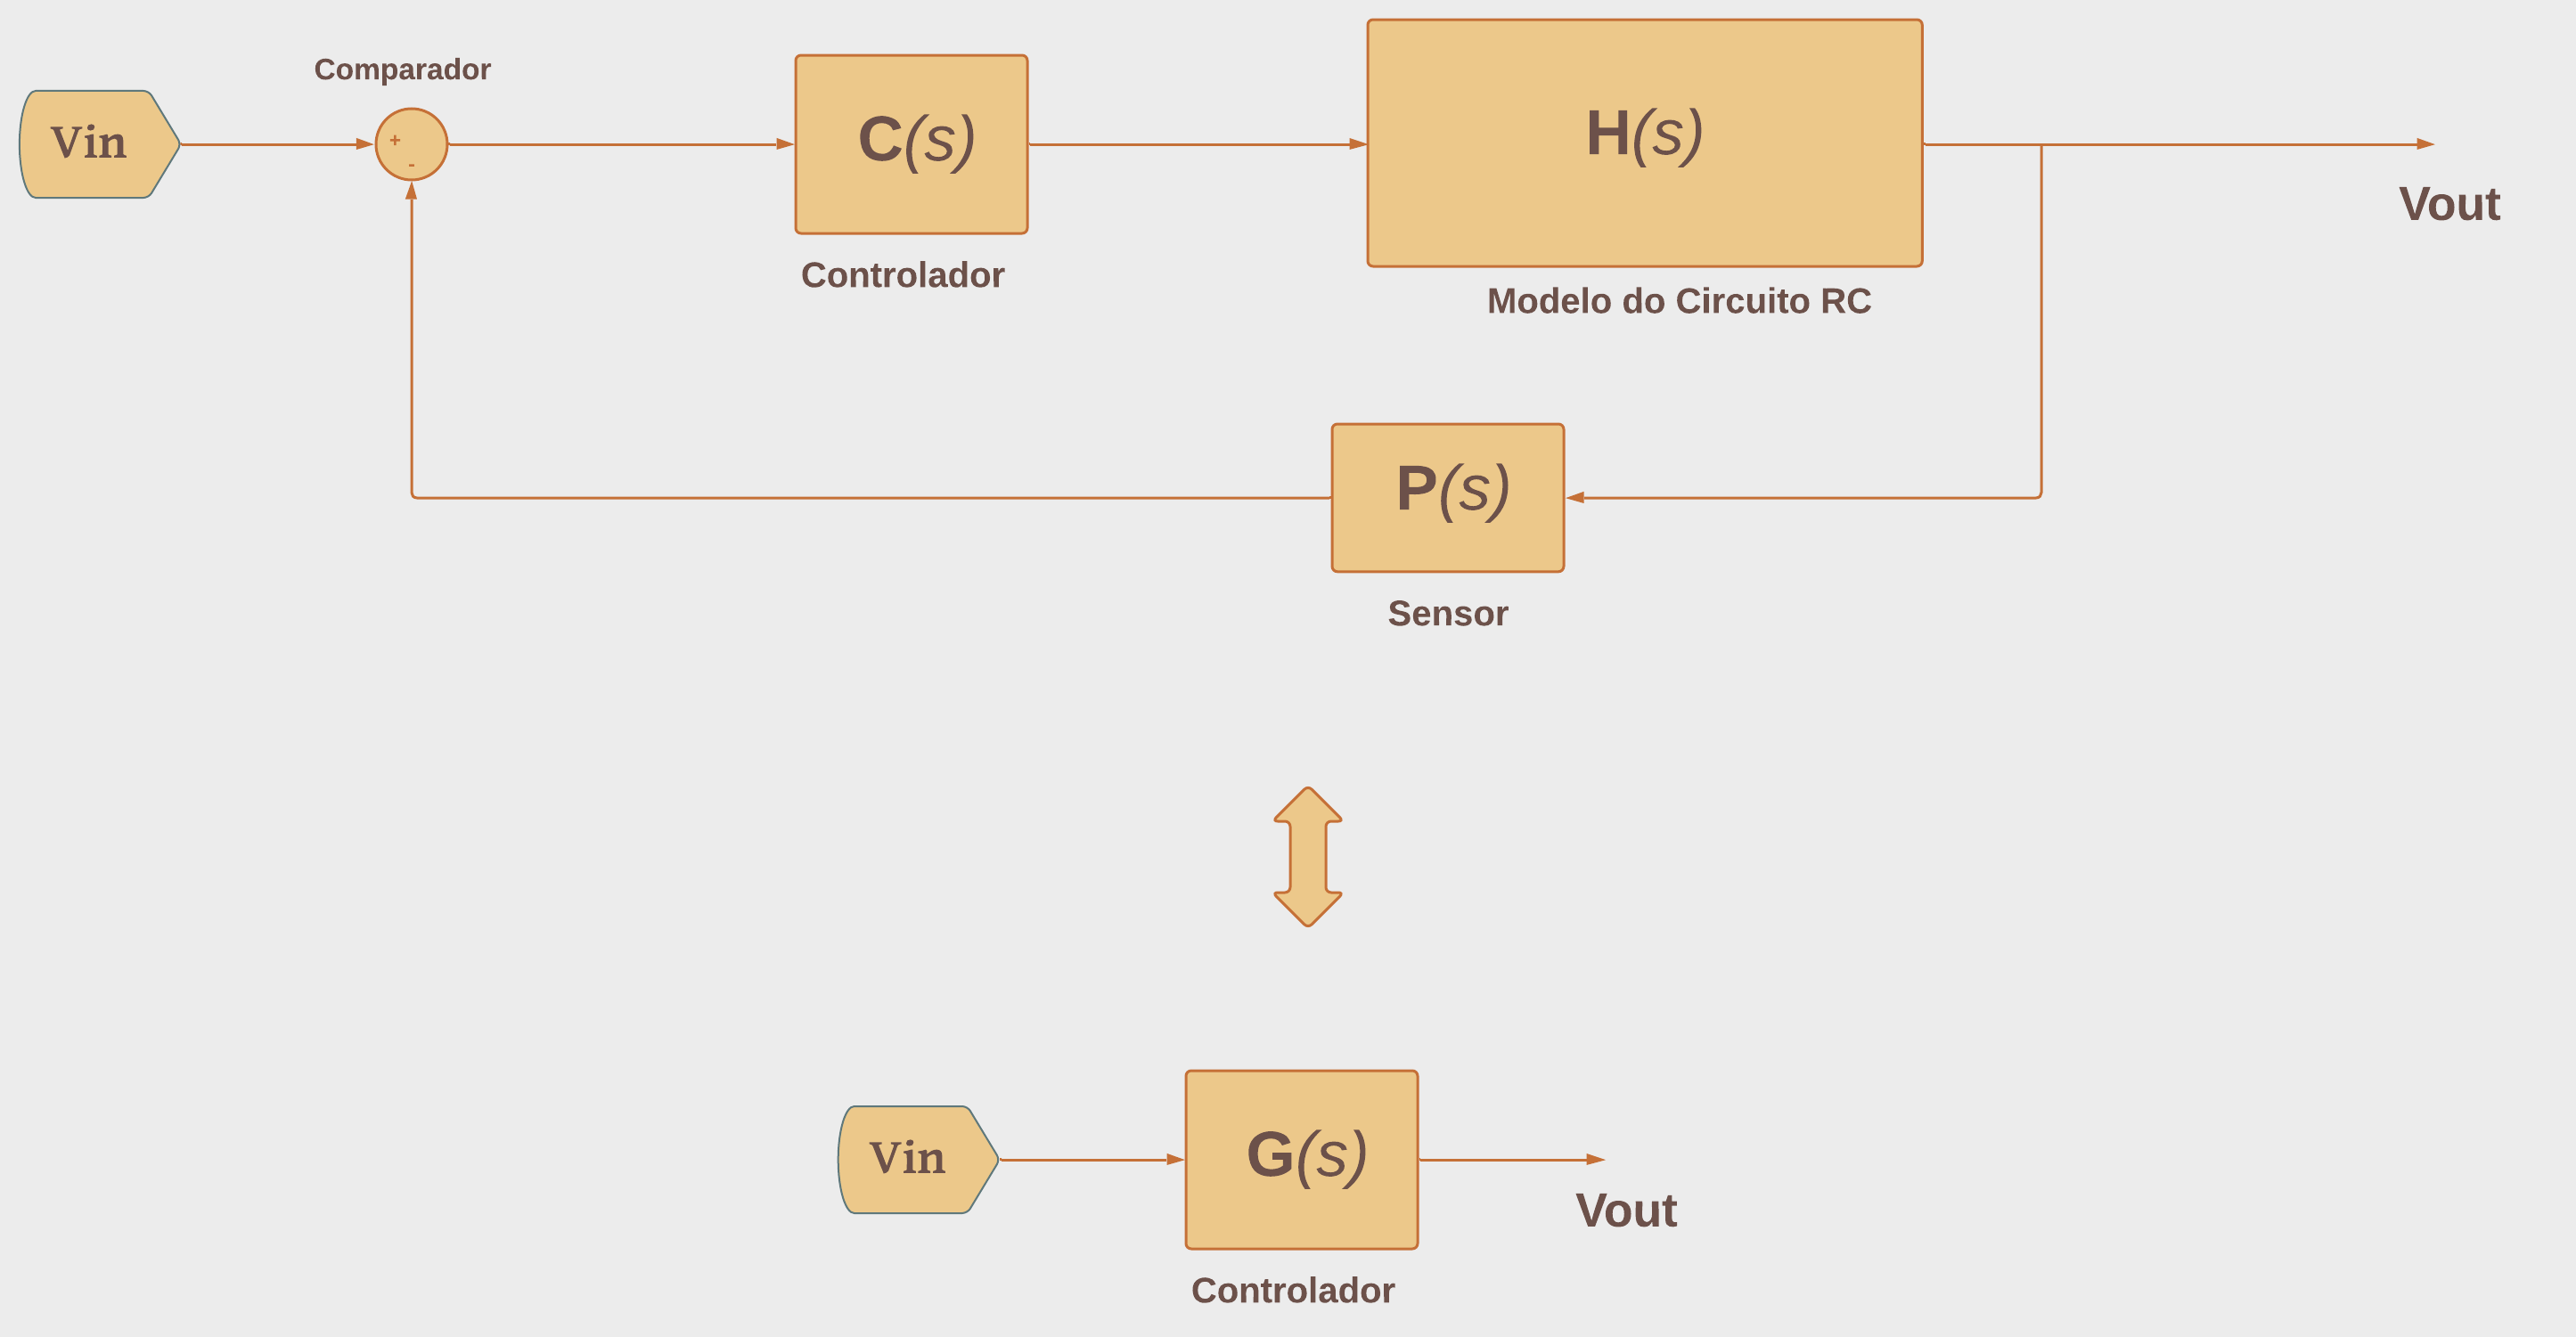 Comparador
Vin
+
-
C(s)
Controlador
H(s)
Modelo do Circuito RC
Vout
P(s)
Sensor
Vin
G(s)
Vout
Controlador